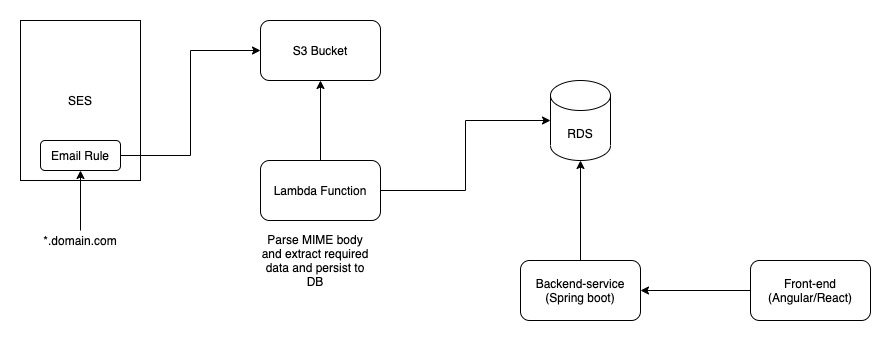 SES
Email Rule
*.domain.com
S3 Bucket
Lambda Function
Parse MIME body
and extract required
data and persist to
DB
RDS
Backend-service
(Spring boot)
Front-end
(Angular/React)